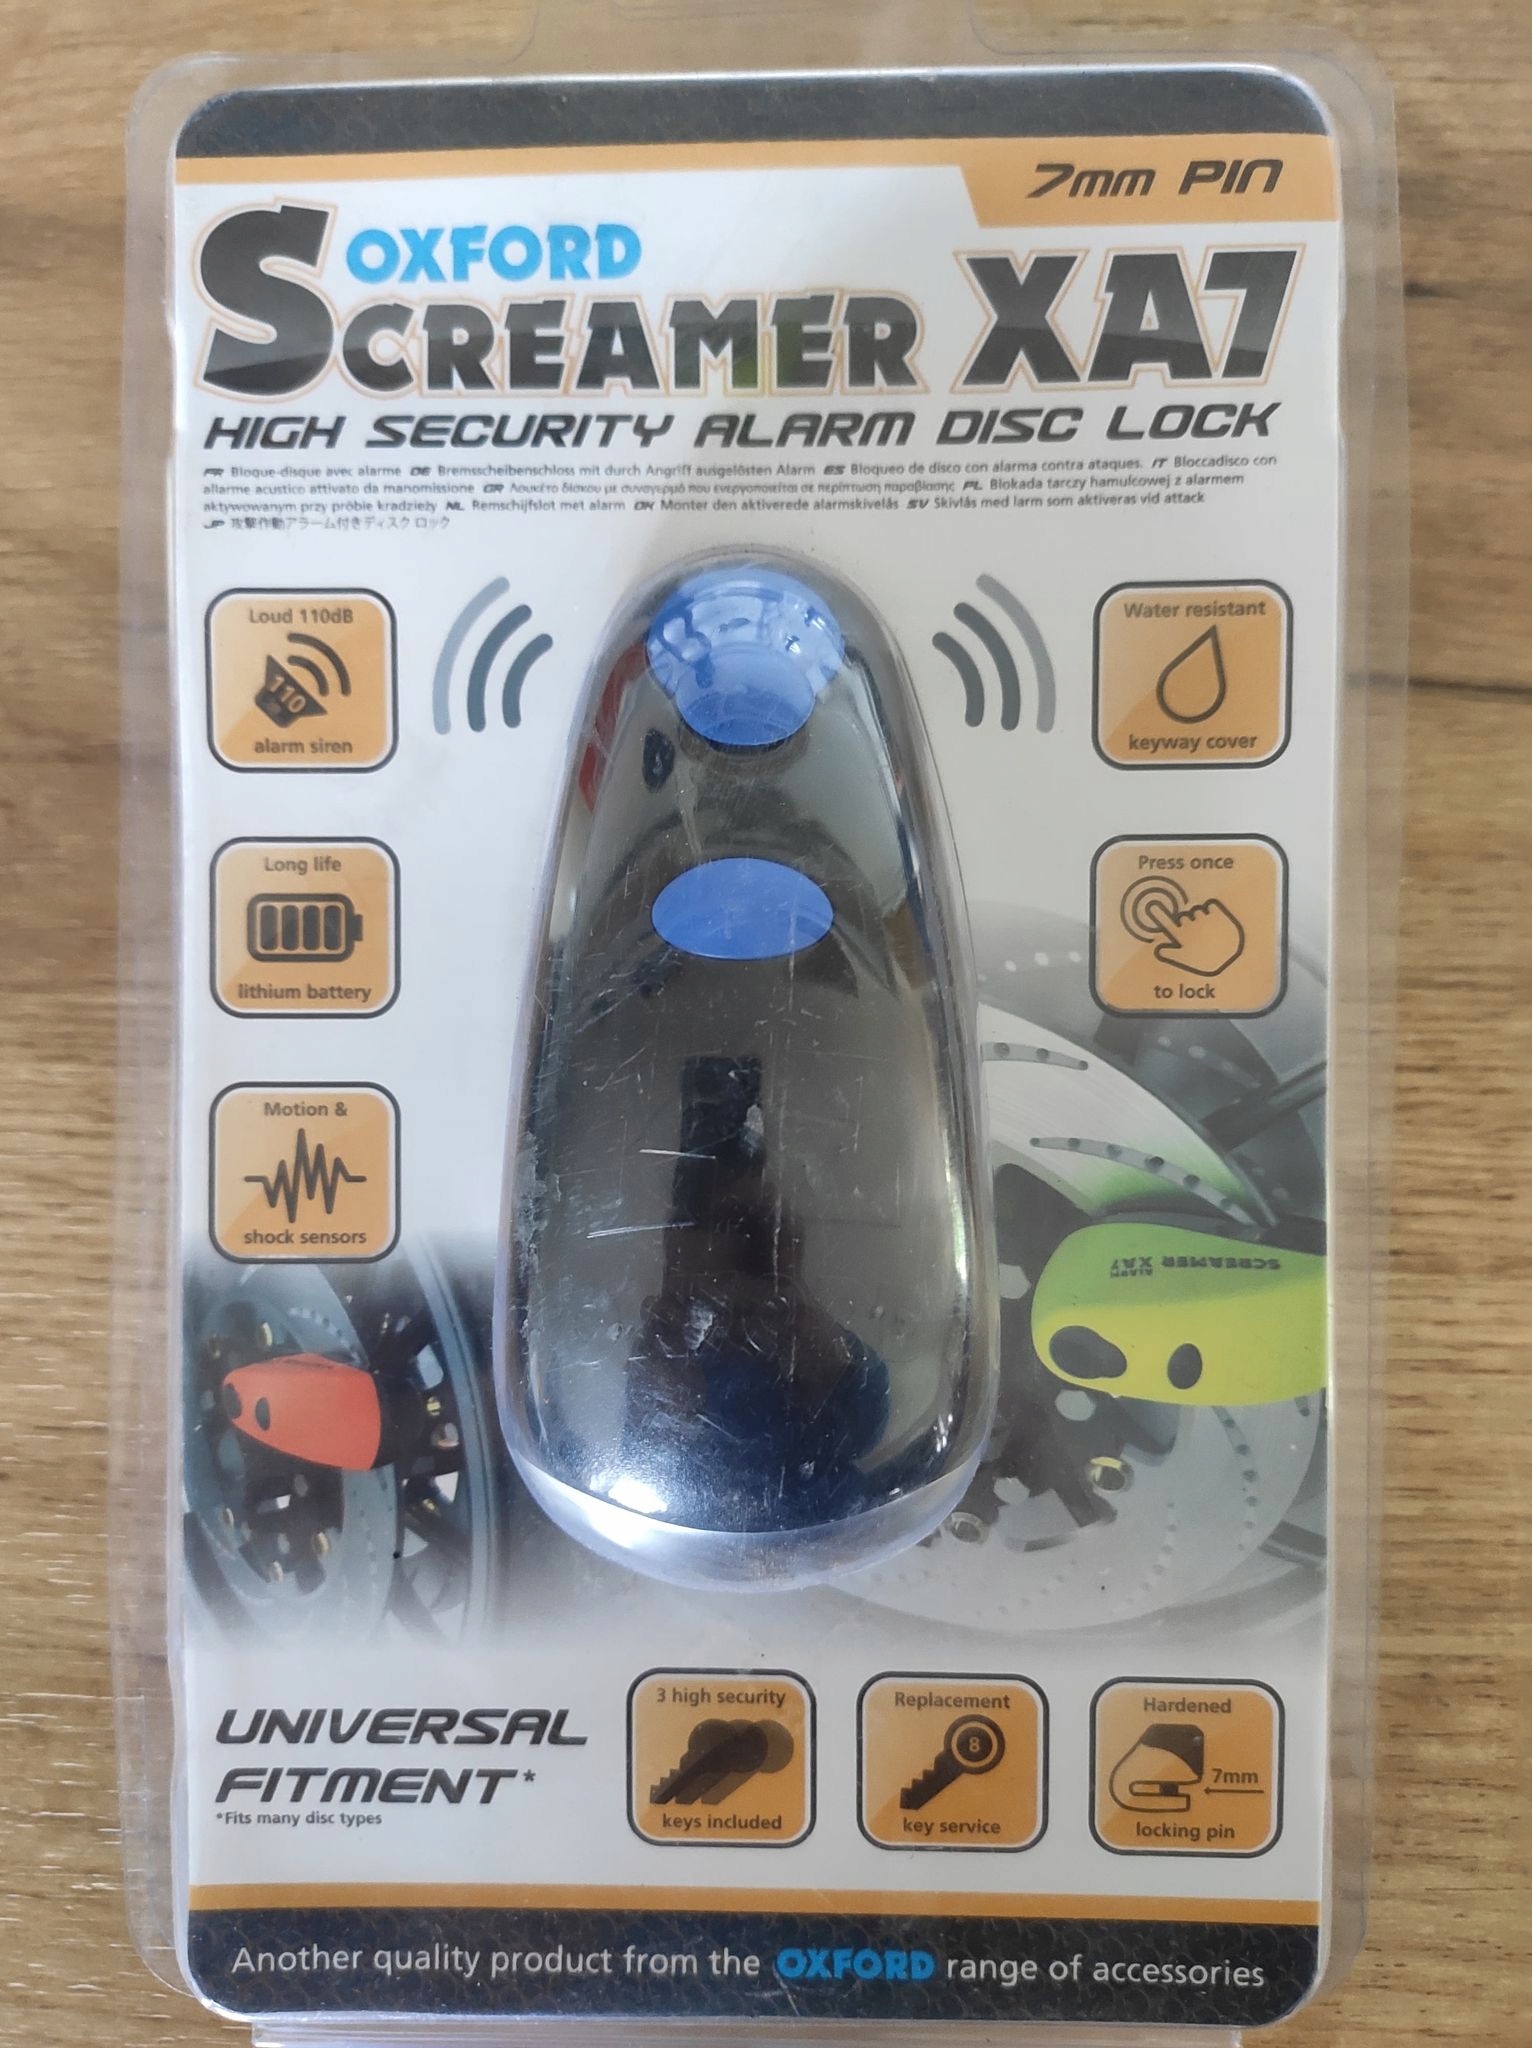 7mm PIN
OXFORD
SCREAMER XA7
HIGH SECURITY ALARM DISC LOCK
FR Bloque-disque avec alarme DE Bremsscheibenschloss mit durch Angriff ausgelösten Alarm ES Bloqueo de disco con alarma contra ataques. IT Bloccadisco con
allarme acustico attivato da manomissione GR Λουκέτο δίσκου με συναγερμό που ενεργοποιείται σε περίπτωση παραβίασης PL Blokada tarczy hamulcowej z alarmem
aktywowanym przy próbie kradzieży NL Remschijfslot met alarm DK Monter den aktiverede alarmskivelås SV Skivlås med larm som aktiveras vid attack
JP 攻撃作動アラーム付きディスク ロック
Loud 110dB
110
alarm siren
Water resistant
keyway cover
Long life
lithium battery
Press once
to lock
Motion &
shock sensors
SCREAMER XA7
ALARM
UNIVERSAL
FITMENT*
*Fits many disc types
3 high security
keys included
Replacement
8
key service
Hardened
7mm
locking pin
Another quality product from the OXFORD range of accessories